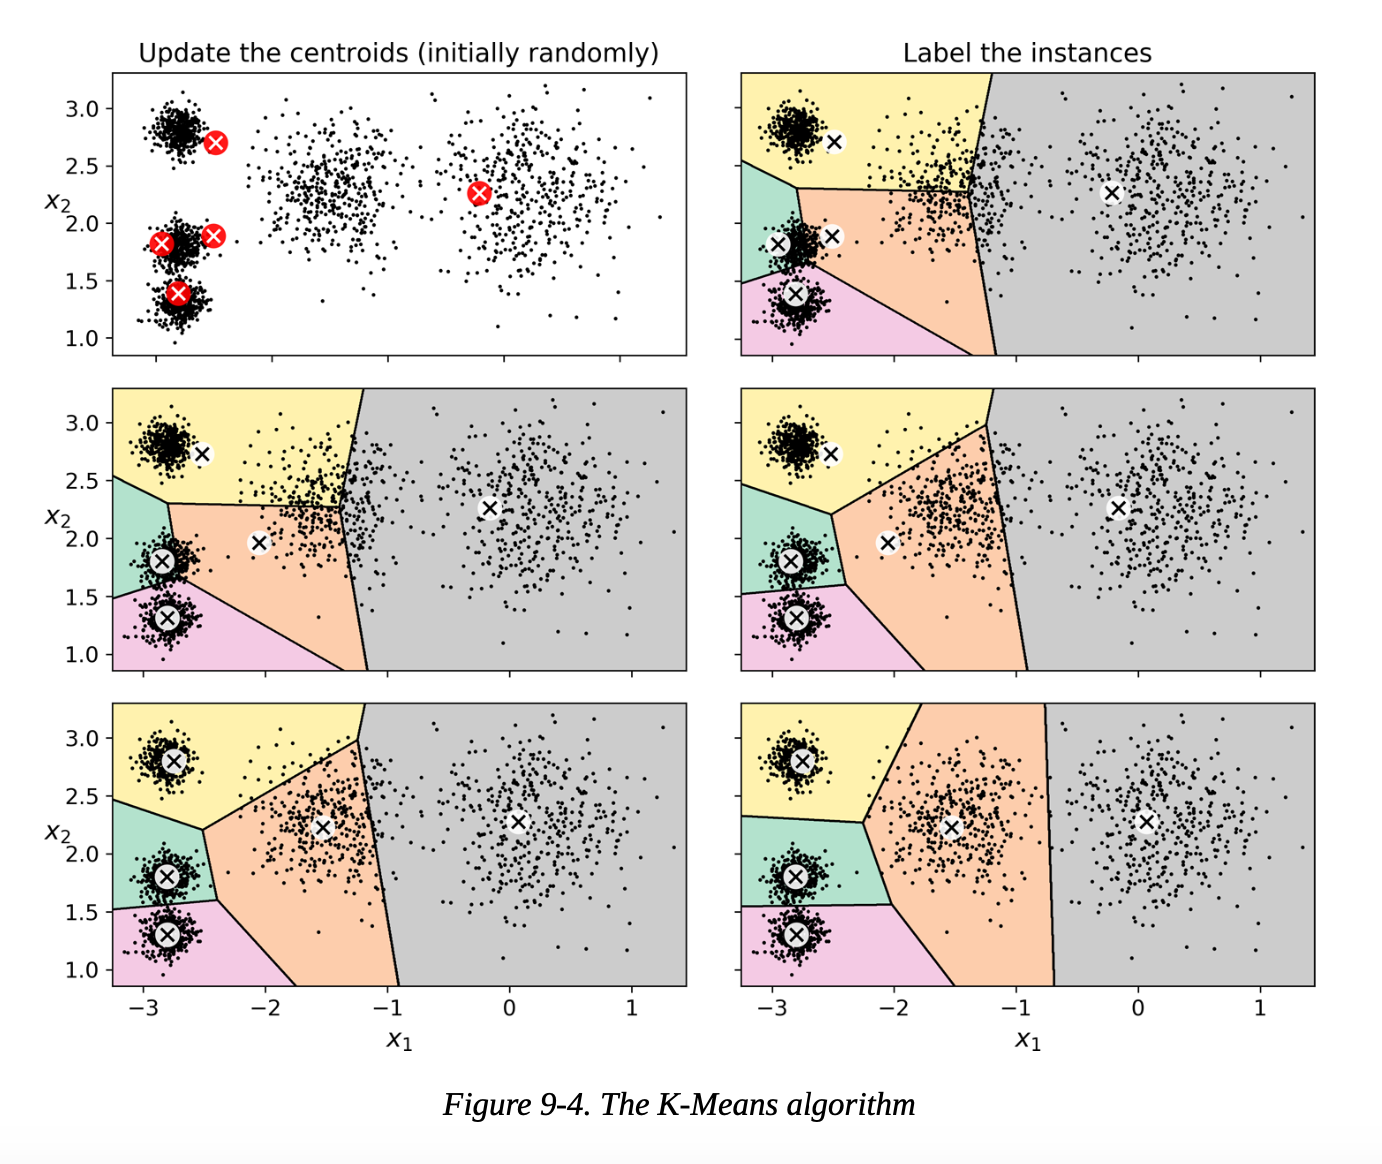 Update the centroids (initially randomly)
Label the instances
3.0
2.5
x2
2.0
1.5
1.0
3.0
2.5
x2
2.0
1.5
1.0
3.0
2.5
x2
2.0
1.5
1.0
−3 −2 −1 0 1
−3 −2 −1 0 1
x1
x1
Figure 9-4. The K-Means algorithm